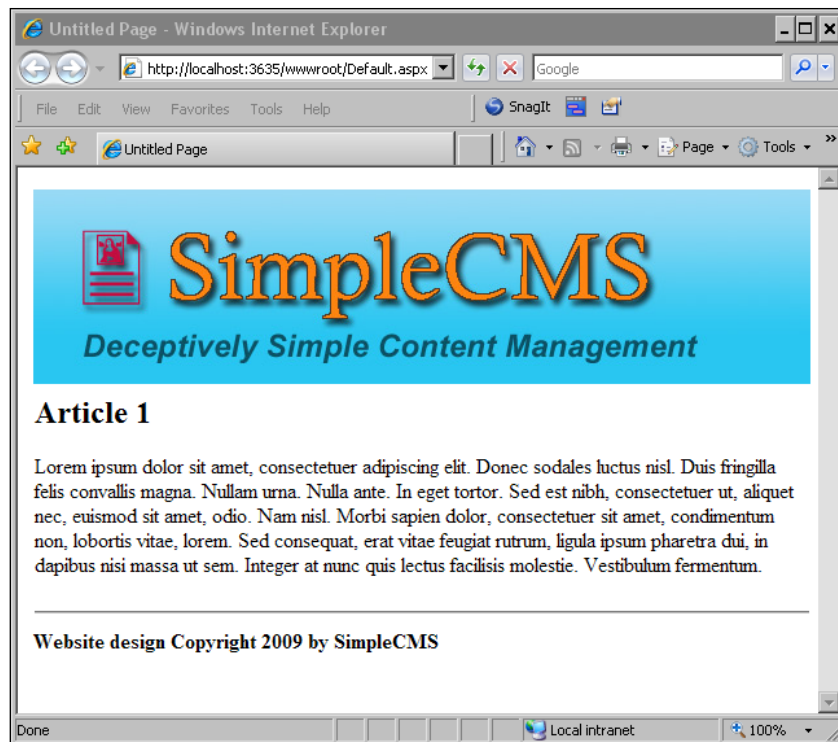 Untitled Page - Windows Internet Explorer
http://localhost:3635/wwwroot/Default.aspx
Google
File Edit View Favorites Tools Help
SnagIt
Untitled Page
Page
Tools
»
SimpleCMS
Deceptively Simple Content Management
Article 1
Lorem ipsum dolor sit amet, consectetuer adipiscing elit. Donec sodales luctus nisl. Duis fringilla
felis convallis magna. Nullam urna. Nulla ante. In eget tortor. Sed est nibh, consectetuer ut, aliquet
nec, euismod sit amet, odio. Nam nisl. Morbi sapien dolor, consectetuer sit amet, condimentum
non, lobortis vitae, lorem. Sed consequat, erat vitae feugiat rutrum, ligula ipsum pharetra dui, in
dapibus nisi massa ut sem. Integer at nunc quis lectus facilisis molestie. Vestibulum fermentum.
Website design Copyright 2009 by SimpleCMS
Done
Local intranet
100%